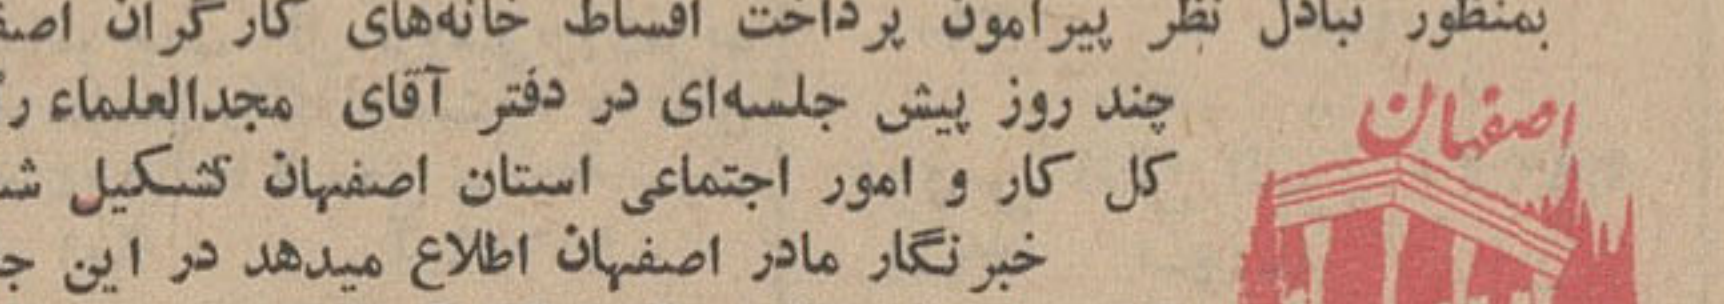 بمنظور تبادل نظر پیرامون پرداخت اقساط خانه‌های کارگران
اصفهان
چند روز پیش جلسه‌ای در دفتر آقای مجدالعلماء
کل کار و امور اجتماعی استان اصفهان تشکیل
خبرنگار مادر اصفهان اطلاع میدهد در این